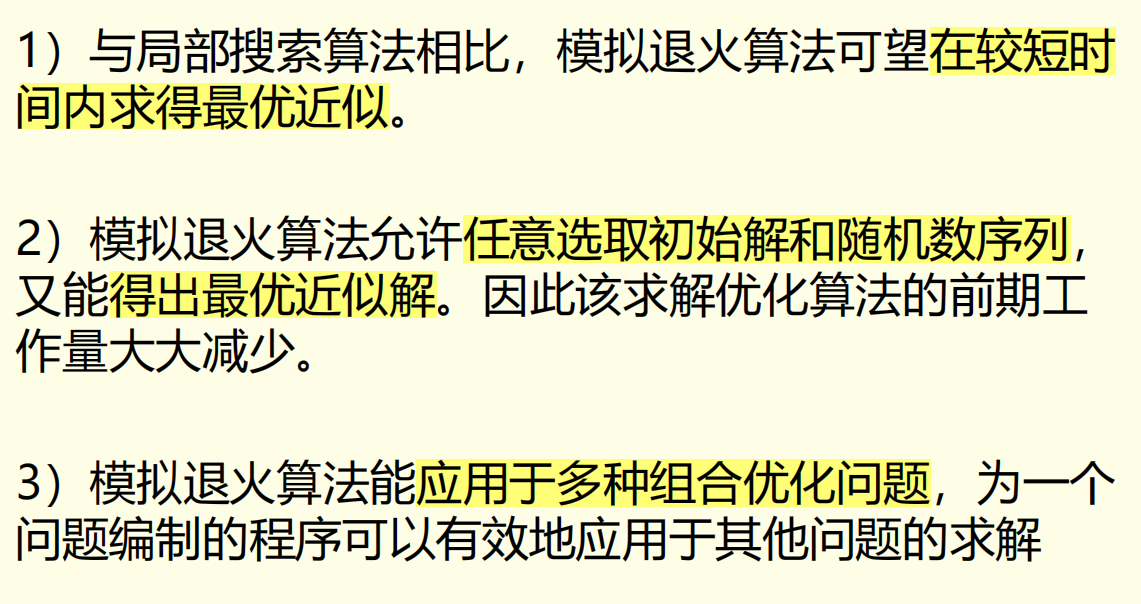 1）与局部搜索算法相比，模拟退火算法可望在较短时
间内求得最优近似。
2）模拟退火算法允许任意选取初始解和随机数序列，
又能得出最优近似解。因此该求解优化算法的前期工
作量大大减少。
3）模拟退火算法能应用于多种组合优化问题，为一个
问题编制的程序可以有效地应用于其他问题的求解